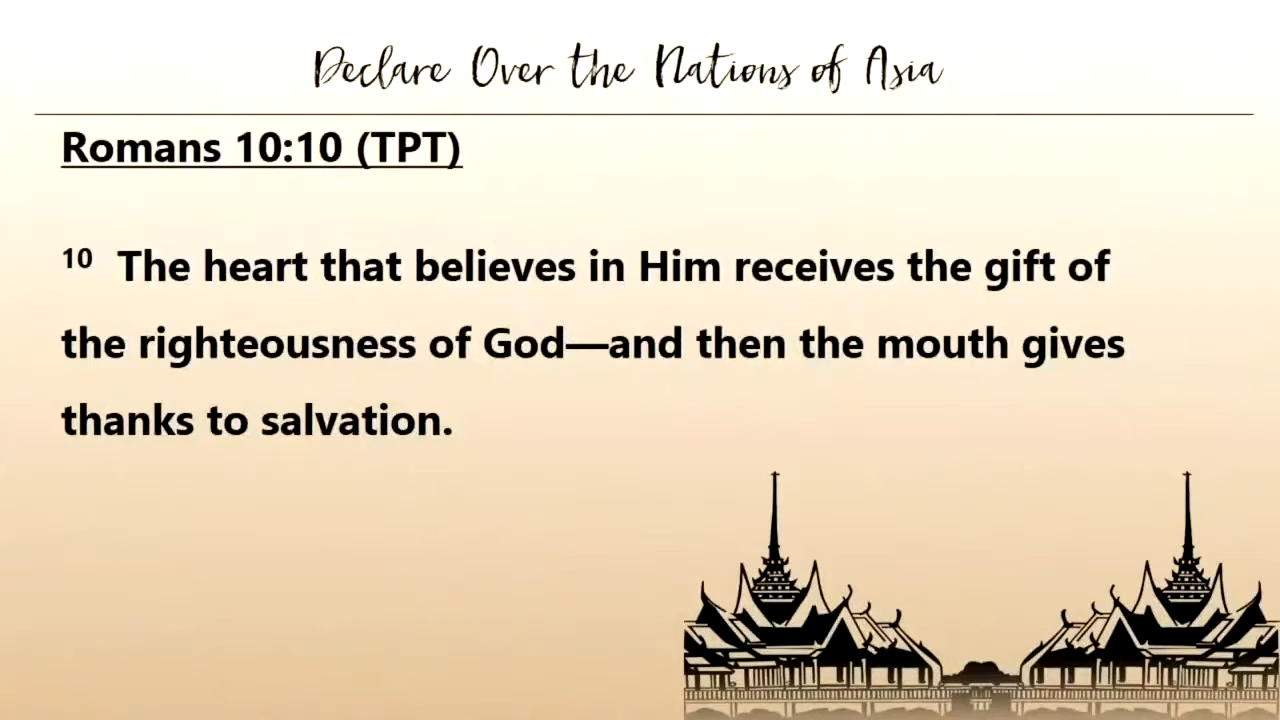 Declare Over the Nations of Asia
Romans 10:10 (TPT)
10 The heart that believes in Him receives the gift of
the righteousness of God—and then the mouth gives
thanks to salvation.